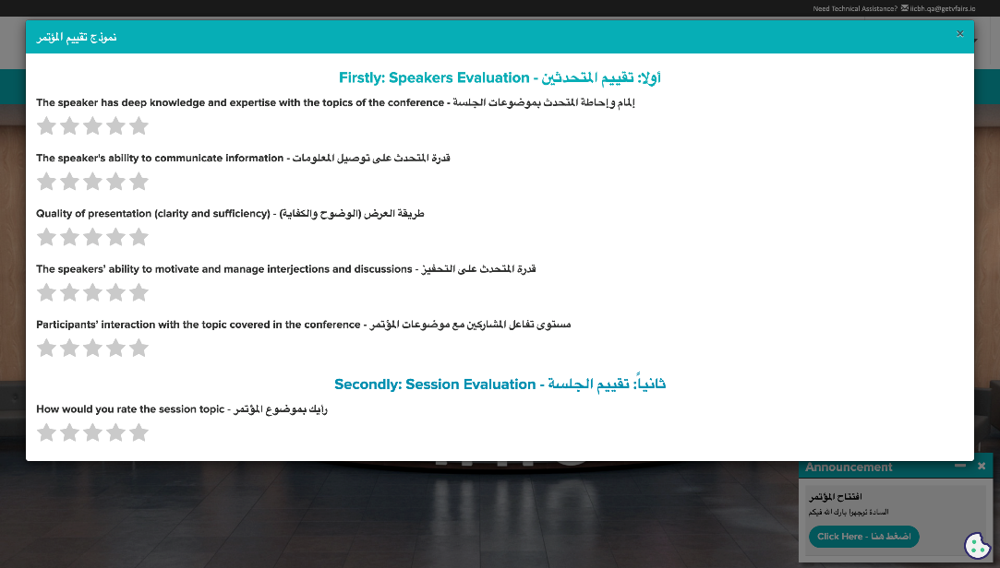 Need Technical Assistance? iicbh.qa@getvfairs.io
نموذج تقييم المؤتمر
Firstly: Speakers Evaluation - أولا: تقييم المتحدثين
The speaker has deep knowledge and expertise with the topics of the conference - إلمام وإحاطة المتحدث بموضوعات الجلسة
The speaker's ability to communicate information - قدرة المتحدث على توصيل المعلومات
Quality of presentation (clarity and sufficiency) - طريقة العرض (الوضوح والكفاية)
The speakers’ ability to motivate and manage interjections and discussions - قدرة المتحدث على التحفيز
Participants’ interaction with the topic covered in the conference - مستوى تفاعل المشاركين مع موضوعات المؤتمر
Secondly: Session Evaluation - ثانياً: تقييم الجلسة
How would you rate the session topic - رأيك بموضوع المؤتمر
Announcement
افتتاح المؤتمر
السادة ترجهوا بارك الله فيكم
Click Here - اضغط هنا